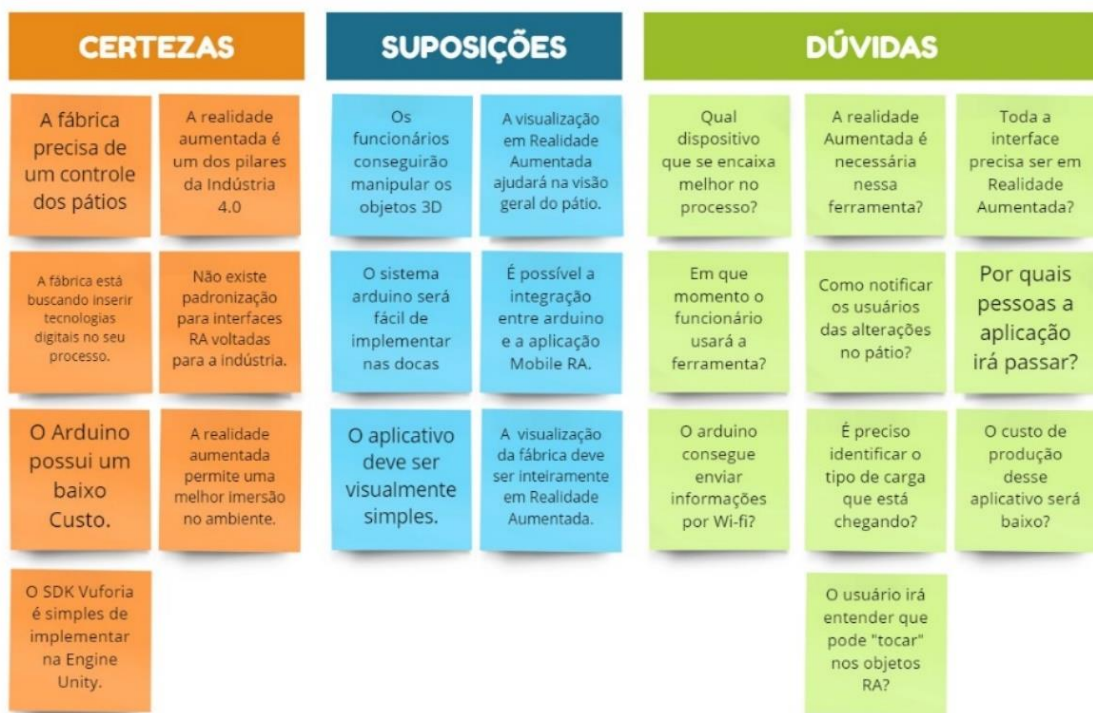 CERTEZAS
A fábrica
precisa de
um controle
dos pátios
A realidade
aumentada é
um dos pilares
da Indústria
4.0
A fábrica está
buscando inserir
tecnologias
digitais no seu
processo.
Não existe
padronização
para interfaces
RA voltadas
para a indústria.
O Arduino
possui um
baixo
Custo.
A realidade
aumentada
permite uma
melhor imersão
no ambiente.
O SDK Vuforia
é simples de
implementar
na Engine
Unity.
SUPOSIÇÕES
Os
funcionários
conseguirão
manipular os
objetos 3D
A visualização
em Realidade
Aumentada
ajudará na visão
geral do pátio.
O sistema
arduino será
fácil de
implementar
nas docas
É possível a
integração
entre arduino
e a aplicação
Mobile RA.
O aplicativo
deve ser
visualmente
simples.
A visualização
da fábrica deve
ser inteiramente
em Realidade
Aumentada.
DÚVIDAS
Qual
dispositivo
que se encaixa
melhor no
processo?
A realidade
Aumentada é
necessária
nessa
ferramenta?
Toda a
interface
precisa ser em
Realidade
Aumentada?
Em que
momento o
funcionário
usará a
ferramenta?
Como notificar
os usuários
das alterações
no pátio?
Por quais
pessoas a
aplicação
irá passar?
O arduino
consegue
enviar
informações
por Wi-fi?
É preciso
identificar o
tipo de carga
que está
chegando?
O custo de
produção
desse
aplicativo será
baixo?
O usuário irá
entender que
pode "tocar"
nos objetos
RA?